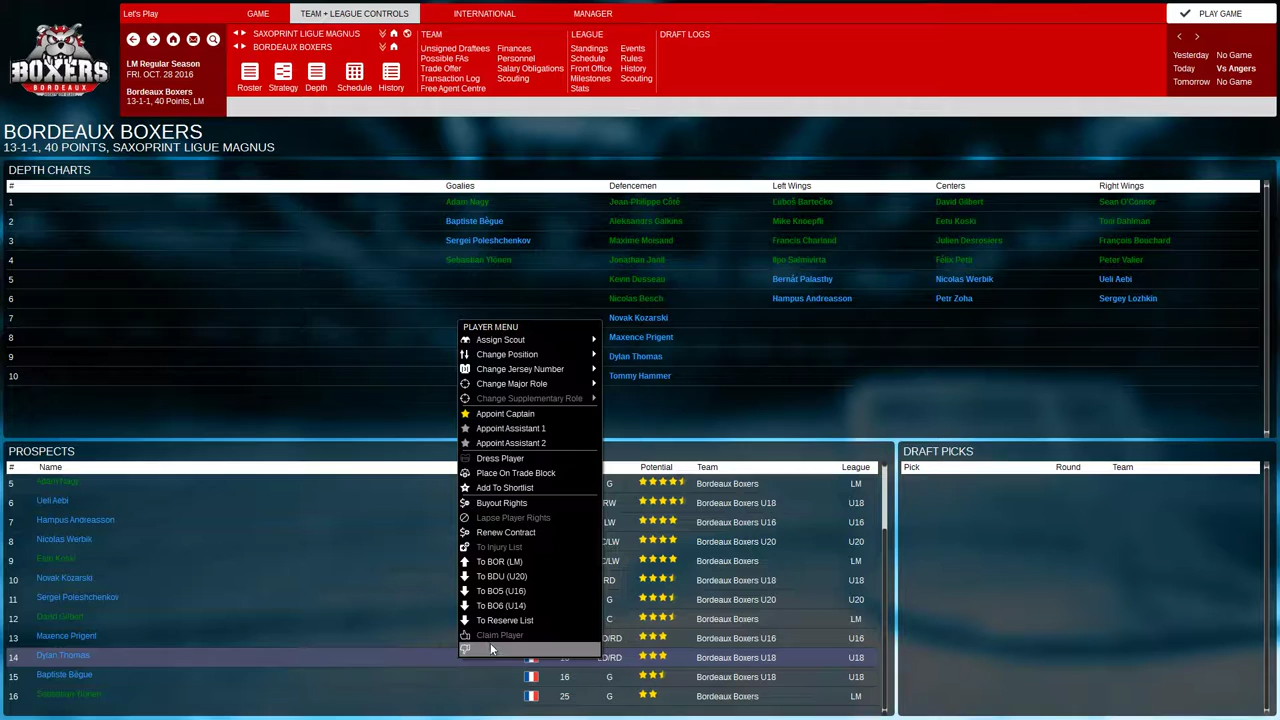 Let's Play
GAME
TEAM + LEAGUE CONTROLS
INTERNATIONAL
MANAGER
PLAY GAME
BOXERS
BORDEAUX
LM Regular Season
FRI. OCT. 28 2016
Bordeaux Boxers
13-1-1, 40 Points, LM
SAXOPRINT LIGUE MAGNUS
BORDEAUX BOXERS
Roster Strategy Depth Schedule History
TEAM
Unsigned Draftees Finances
Possible FAs Personnel
Trade Offer Salary Obligations
Transaction Log Scouting
Free Agent Centre
LEAGUE
Standings Events
Schedule Rules
Front Office History
Milestones Scouting
Stats
DRAFT LOGS
Yesterday No Game
Today Vs Angers
Tomorrow No Game
BORDEAUX BOXERS
13-1-1, 40 POINTS, SAXOPRINT LIGUE MAGNUS
DEPTH CHARTS
# Goalies Defencemen Left Wings Centers Right Wings
1 Adam Nagy Jean-Philippe Côté Ľuboš Bartečko David Gilbert Sean O'Connor
2 Baptiste Bègue Aleksandrs Galkins Mike Knoepfli Eetu Koski Tom Dahlman
3 Sergei Poleshchenkov Maxime Moisand Francis Charland Julien Desrosiers François Bouchard
4 Sebastian Ylönen Jonathan Janil Ilpo Salmivirta Félix Petit Peter Valier
5 Kévin Dusseau Bernát Palasthy Nicolas Werbik Ueli Aebi
6 Nicolas Besch Hampus Andreasson Petr Zoha Sergey Lozhkin
7 Novak Kozarski
8 Maxence Prigent
9 Dylan Thomas
10 Tommy Hammer
PLAYER MENU
Assign Scout
Change Position
Change Jersey Number
Change Major Role
Change Supplementary Role
Appoint Captain
Appoint Assistant 1
Appoint Assistant 2
Dress Player
Place On Trade Block
Add To Shortlist
Buyout Rights
Lapse Player Rights
Renew Contract
To Injury List
To BOR (LM)
To BDU (U20)
To BO5 (U16)
To BO6 (U14)
To Reserve List
Claim Player
PROSPECTS
# Name Potential Team League
5 Adam Nagy G Bordeaux Boxers LM
6 Ueli Aebi RW Bordeaux Boxers U18 U18
7 Hampus Andreasson LW Bordeaux Boxers U16 U16
8 Nicolas Werbik C/LW Bordeaux Boxers U20 U20
9 Eetu Koski C/LW Bordeaux Boxers LM
10 Novak Kozarski RD Bordeaux Boxers U18 U18
11 Sergei Poleshchenkov G Bordeaux Boxers U20 U20
12 David Gilbert C Bordeaux Boxers LM
13 Maxence Prigent LD/RD Bordeaux Boxers U16 U16
14 Dylan Thomas LD/RD Bordeaux Boxers U18 U18
15 Baptiste Bègue 16 G Bordeaux Boxers U18 U18
16 Sebastian Ylönen 25 G Bordeaux Boxers LM
DRAFT PICKS
Pick Round Team